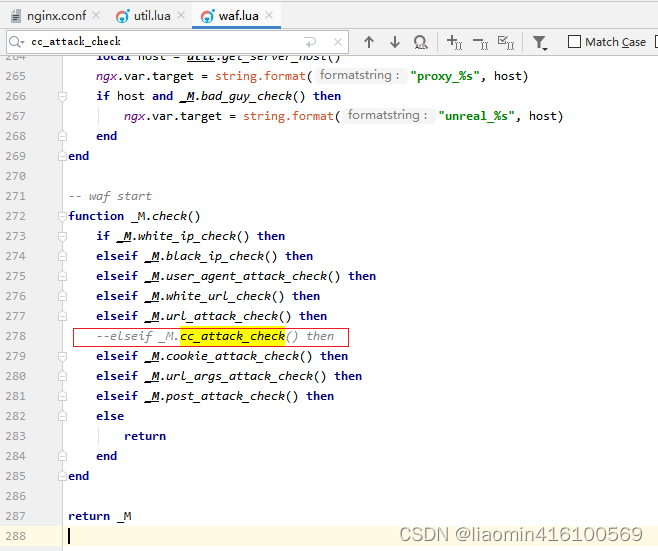 nginx.conf × util.lua × waf.lua ×
cc_attack_check × Match Case
264 local host = util.get_server_host()
265 ngx.var.target = string.format( formatstring: "proxy_%s", host)
266 if host and _M.bad_guy_check() then
267 ngx.var.target = string.format( formatstring: "unreal_%s", host)
268 end
269 end
270
271 -- waf start
272 function _M.check()
273 if _M.white_ip_check() then
274 elseif _M.black_ip_check() then
275 elseif _M.user_agent_attack_check() then
276 elseif _M.white_url_check() then
277 elseif _M.url_attack_check() then
278 --elseif _M.cc_attack_check() then
279 elseif _M.cookie_attack_check() then
280 elseif _M.url_args_attack_check() then
281 elseif _M.post_attack_check() then
282 else
283 return
284 end
285 end
286
287 return _M
288
CSDN @liaomin416100569